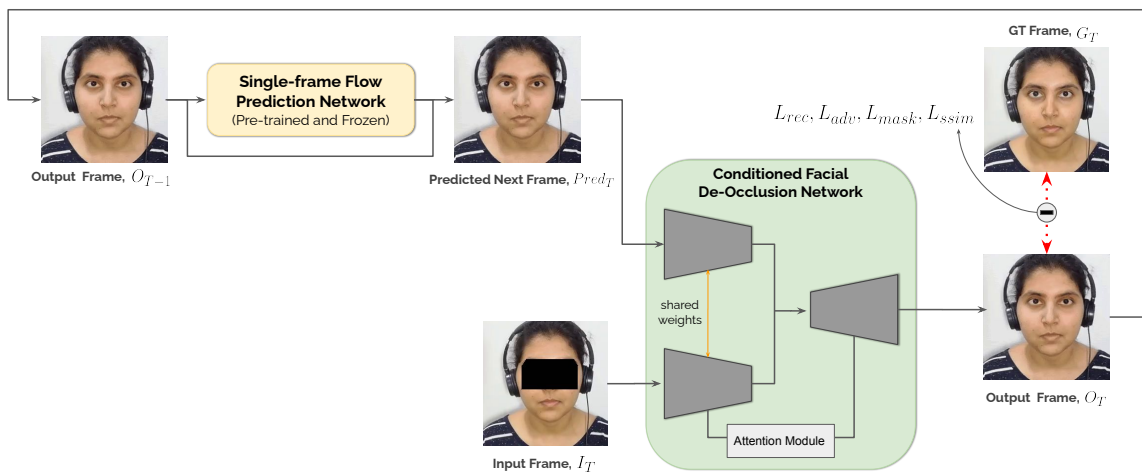 GT Frame, G_T
Single-frame Flow
Prediction Network
(Pre-trained and Frozen)
L_{rec}, L_{adv}, L_{mask}, L_{ssim}
Output Frame, O_{T-1}
Predicted Next Frame, Pred_T
Conditioned Facial
De-Occlusion Network
shared
weights
Attention Module
Input Frame, I_T
Output Frame, O_T